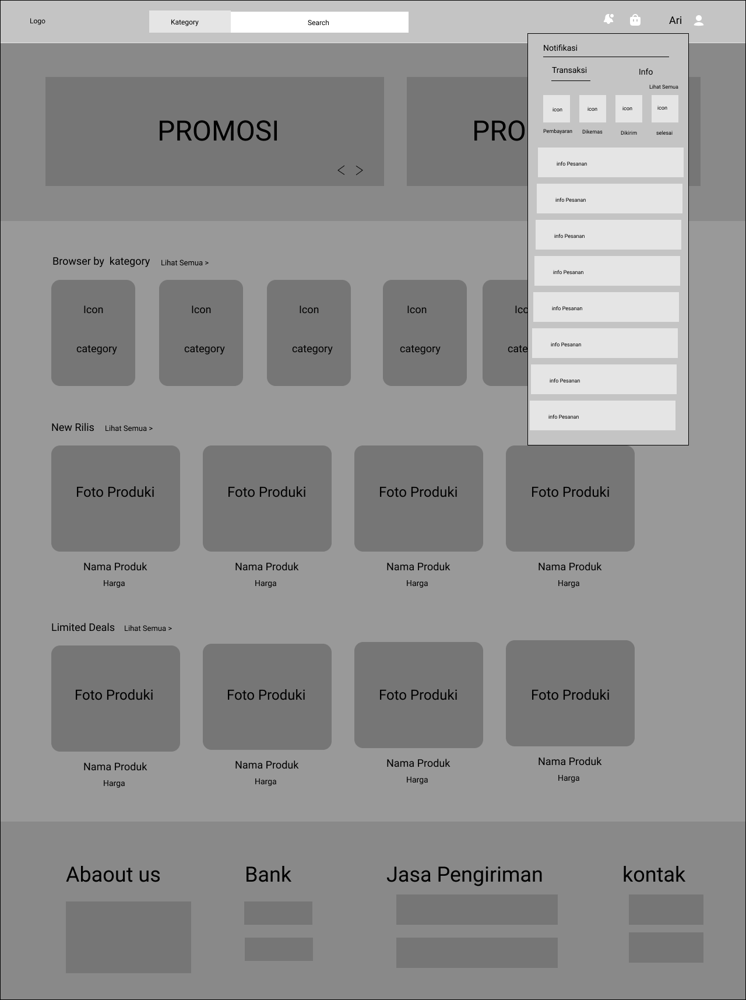 Logo
Kategory
Search
Ari
Notifikasi
Transaksi
Info
Lihat Semua
icon icon icon icon
Pembayaran Dikemas Dikirim selesai
PROMOSI
< >
PRO
info Pesanan
info Pesanan
info Pesanan
info Pesanan
info Pesanan
info Pesanan
info Pesanan
info Pesanan
Browser by kategory Lihat Semua >
Icon Icon Icon Icon Ico
category category category category cate
New Rilis Lihat Semua >
Foto Produki Foto Produki Foto Produki Foto Produki
Nama Produk Nama Produk Nama Produk Nama Produk
Harga Harga Harga Harga
Limited Deals Lihat Semua >
Foto Produki Foto Produki Foto Produki Foto Produki
Nama Produk Nama Produk Nama Produk Nama Produk
Harga Harga Harga Harga
Abaout us Bank Jasa Pengiriman kontak